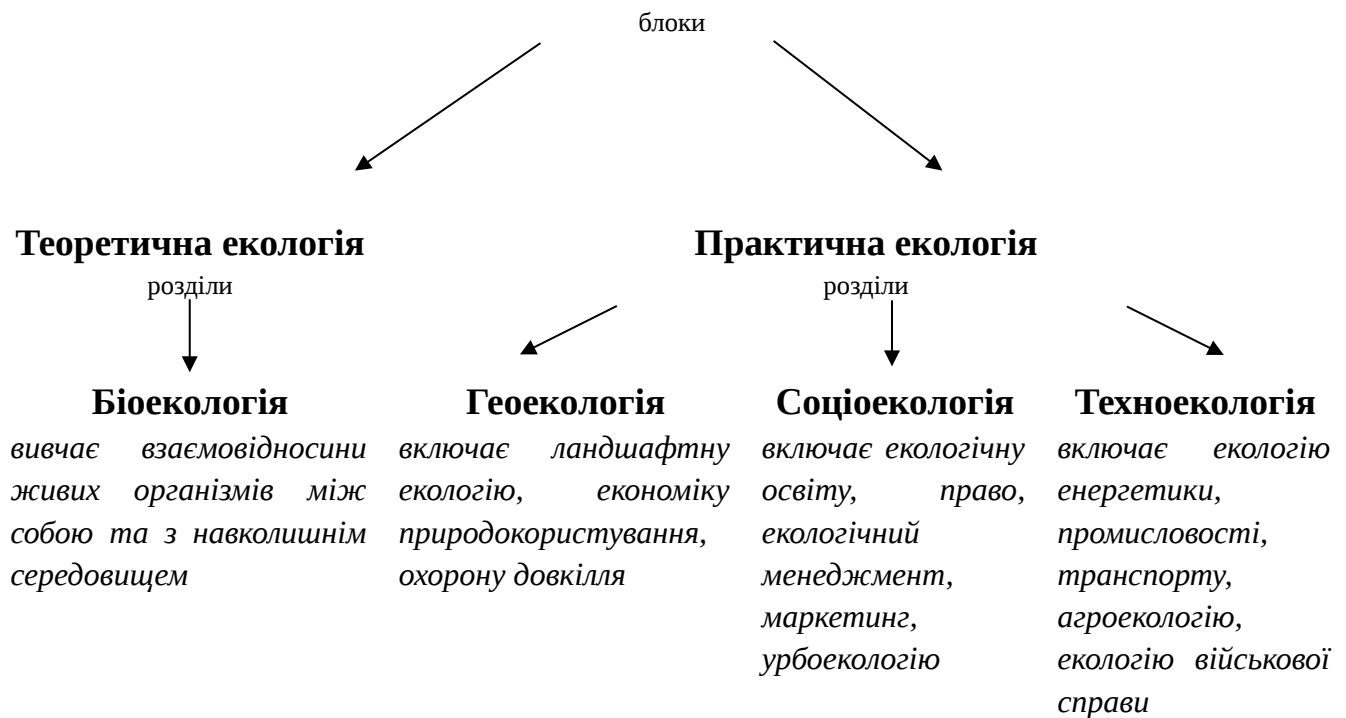 блоки
Теоретична екологія
Практична екологія
розділи
розділи
Біоекологія
вивчає взаємовідносини
живих організмів між
собою та з навколишнім
середовищем
Геоекологія
включає ландшафтну
екологію, економіку
природокористування,
охорону довкілля
Соціоекологія
включає екологічну
освіту, право,
екологічний
менеджмент,
маркетинг,
урбоекологію
Техноекологія
включає екологію
енергетики,
промисловості,
транспорту,
агроекологію,
екологію військової
справи